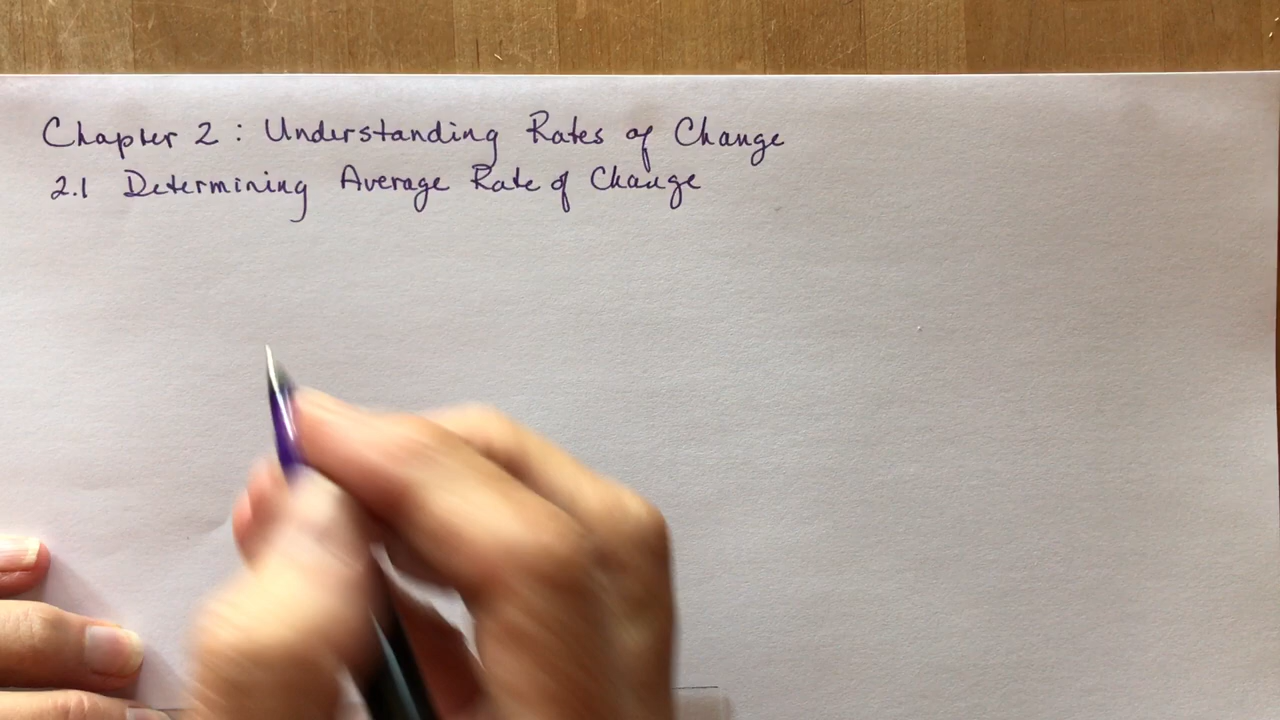 Chapter 2 : Understanding Rates of Change
2.1 Determining Average Rate of Change